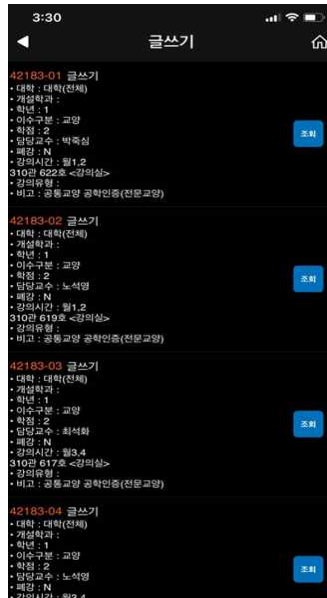 3:30
글쓰기
42183-01 글쓰기
• 대학 : 대학(전체)
• 개설학과 :
• 학년 : 1
• 이수구분 : 교양
• 학점 : 2
• 담당교수 : 박죽심
• 폐강 : N
• 강의시간 : 월1,2
310관 622호 <강의실>
• 강의유형 :
• 비고 : 공통교양 공학인증(전문교양)
조회
42183-02 글쓰기
• 대학 : 대학(전체)
• 개설학과 :
• 학년 : 1
• 이수구분 : 교양
• 학점 : 2
• 담당교수 : 노석영
• 폐강 : N
• 강의시간 : 월1,2
310관 619호 <강의실>
• 강의유형 :
• 비고 : 공통교양 공학인증(전문교양)
조회
42183-03 글쓰기
• 대학 : 대학(전체)
• 개설학과 :
• 학년 : 1
• 이수구분 : 교양
• 학점 : 2
• 담당교수 : 최석화
• 폐강 : N
• 강의시간 : 월3,4
310관 617호 <강의실>
• 강의유형 :
• 비고 : 공통교양 공학인증(전문교양)
조회
42183-04 글쓰기
• 대학 : 대학(전체)
• 개설학과 :
• 학년 : 1
• 이수구분 : 교양
• 학점 : 2
• 담당교수 : 노석영
• 폐강 : N
• 강의시간 : 월3,4
조회